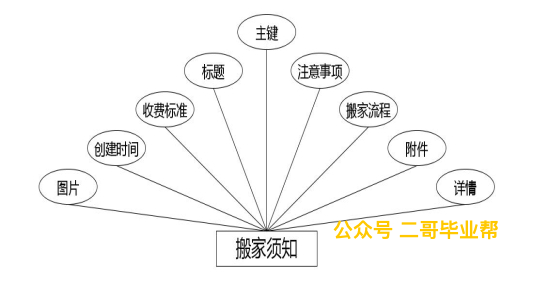 主键
标题
注意事项
收费标准
搬家流程
创建时间
附件
图片
详情
公众号 二哥毕业帮
搬家须知